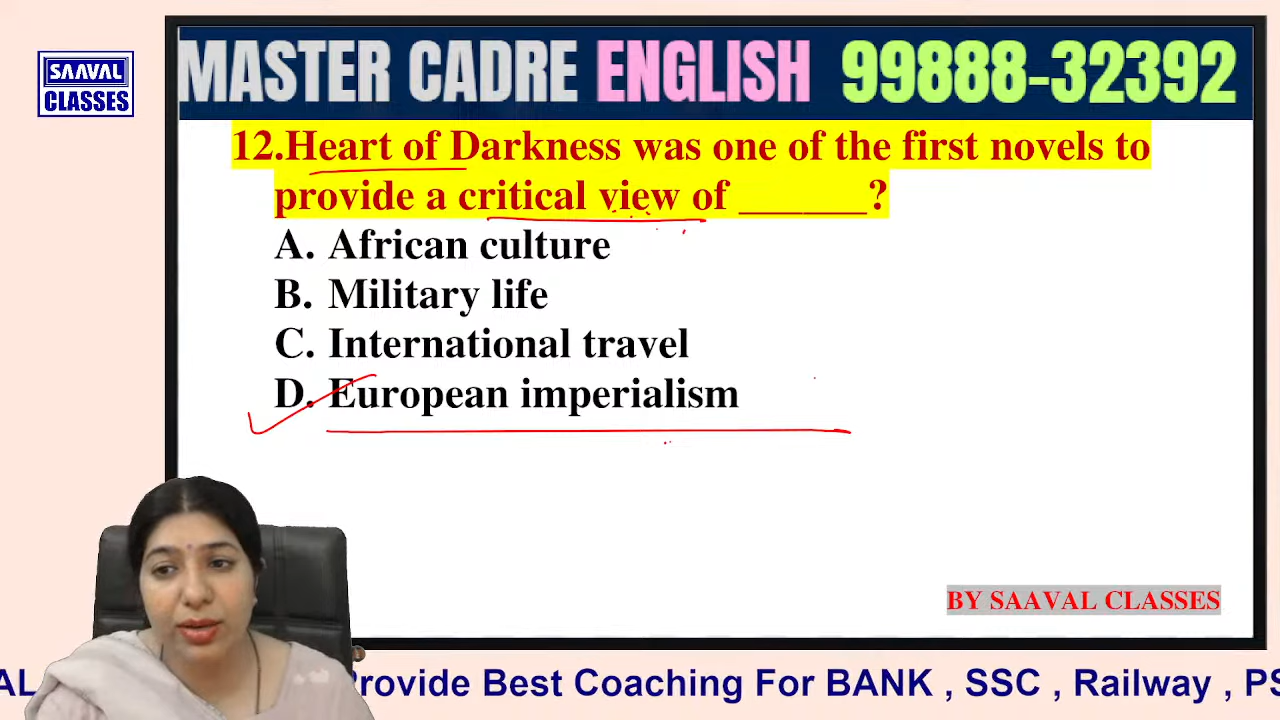 SAAVAL
CLASSES
MASTER CADRE ENGLISH 99888-32392
12.Heart of Darkness was one of the first novels to
provide a critical view of ______?
A. African culture
B. Military life
C. International travel
D. European imperialism
BY SAAVAL CLASSES
AL Provide Best Coaching For BANK , SSC , Railway , PS